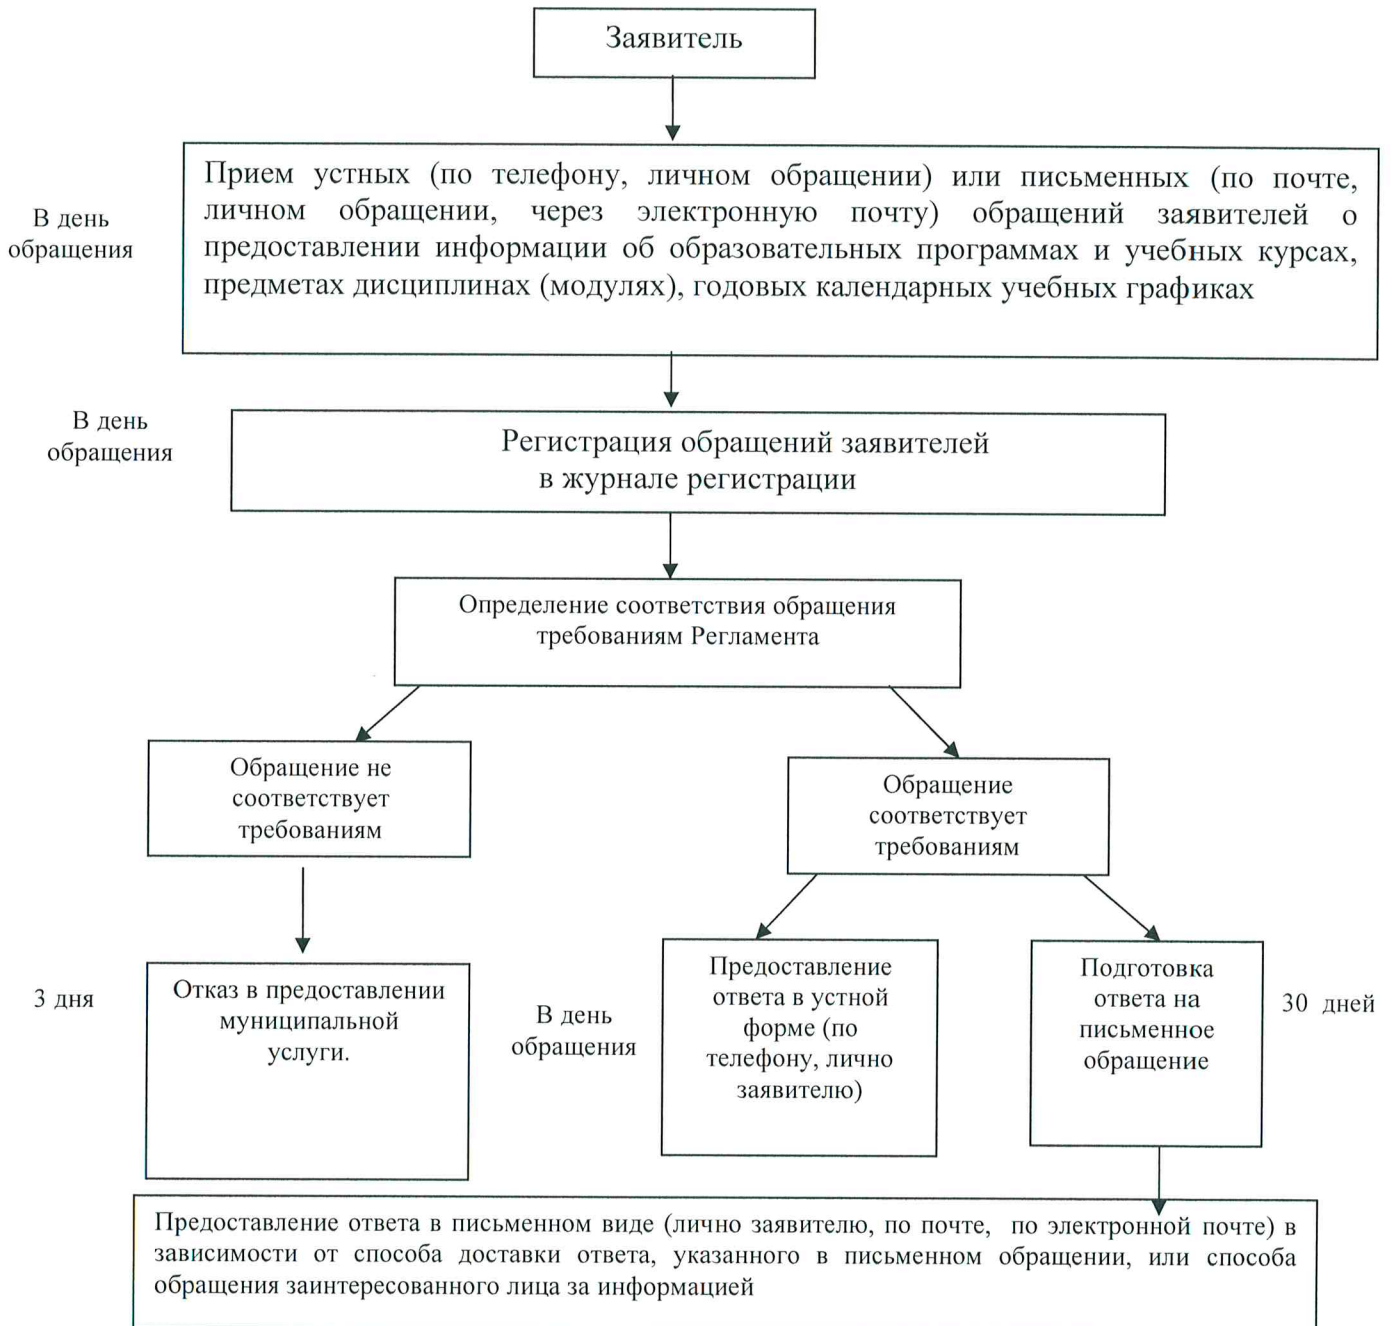 Заявитель
Прием устных (по телефону, личном обращении) или письменных (по почте,
личном обращении, через электронную почту) обращений заявителей о
предоставлении информации об образовательных программах и учебных курсах,
предметах дисциплинах (модулях), годовых календарных учебных графиках
В день
обращения
В день
обращения
Регистрация обращений заявителей
в журнале регистрации
Определение соответствия обращения
требованиям Регламента
Обращение не
соответствует
требованиям
Обращение
соответствует
требованиям
3 дня
Отказ в предоставлении
муниципальной
услуги.
В день
обращения
Предоставление
ответа в устной
форме (по
телефону, лично
заявителю)
Подготовка
ответа на
письменное
обращение
30 дней
Предоставление ответа в письменном виде (лично заявителю, по почте, по электронной почте) в
зависимости от способа доставки ответа, указанного в письменном обращении, или способа
обращения заинтересованного лица за информацией